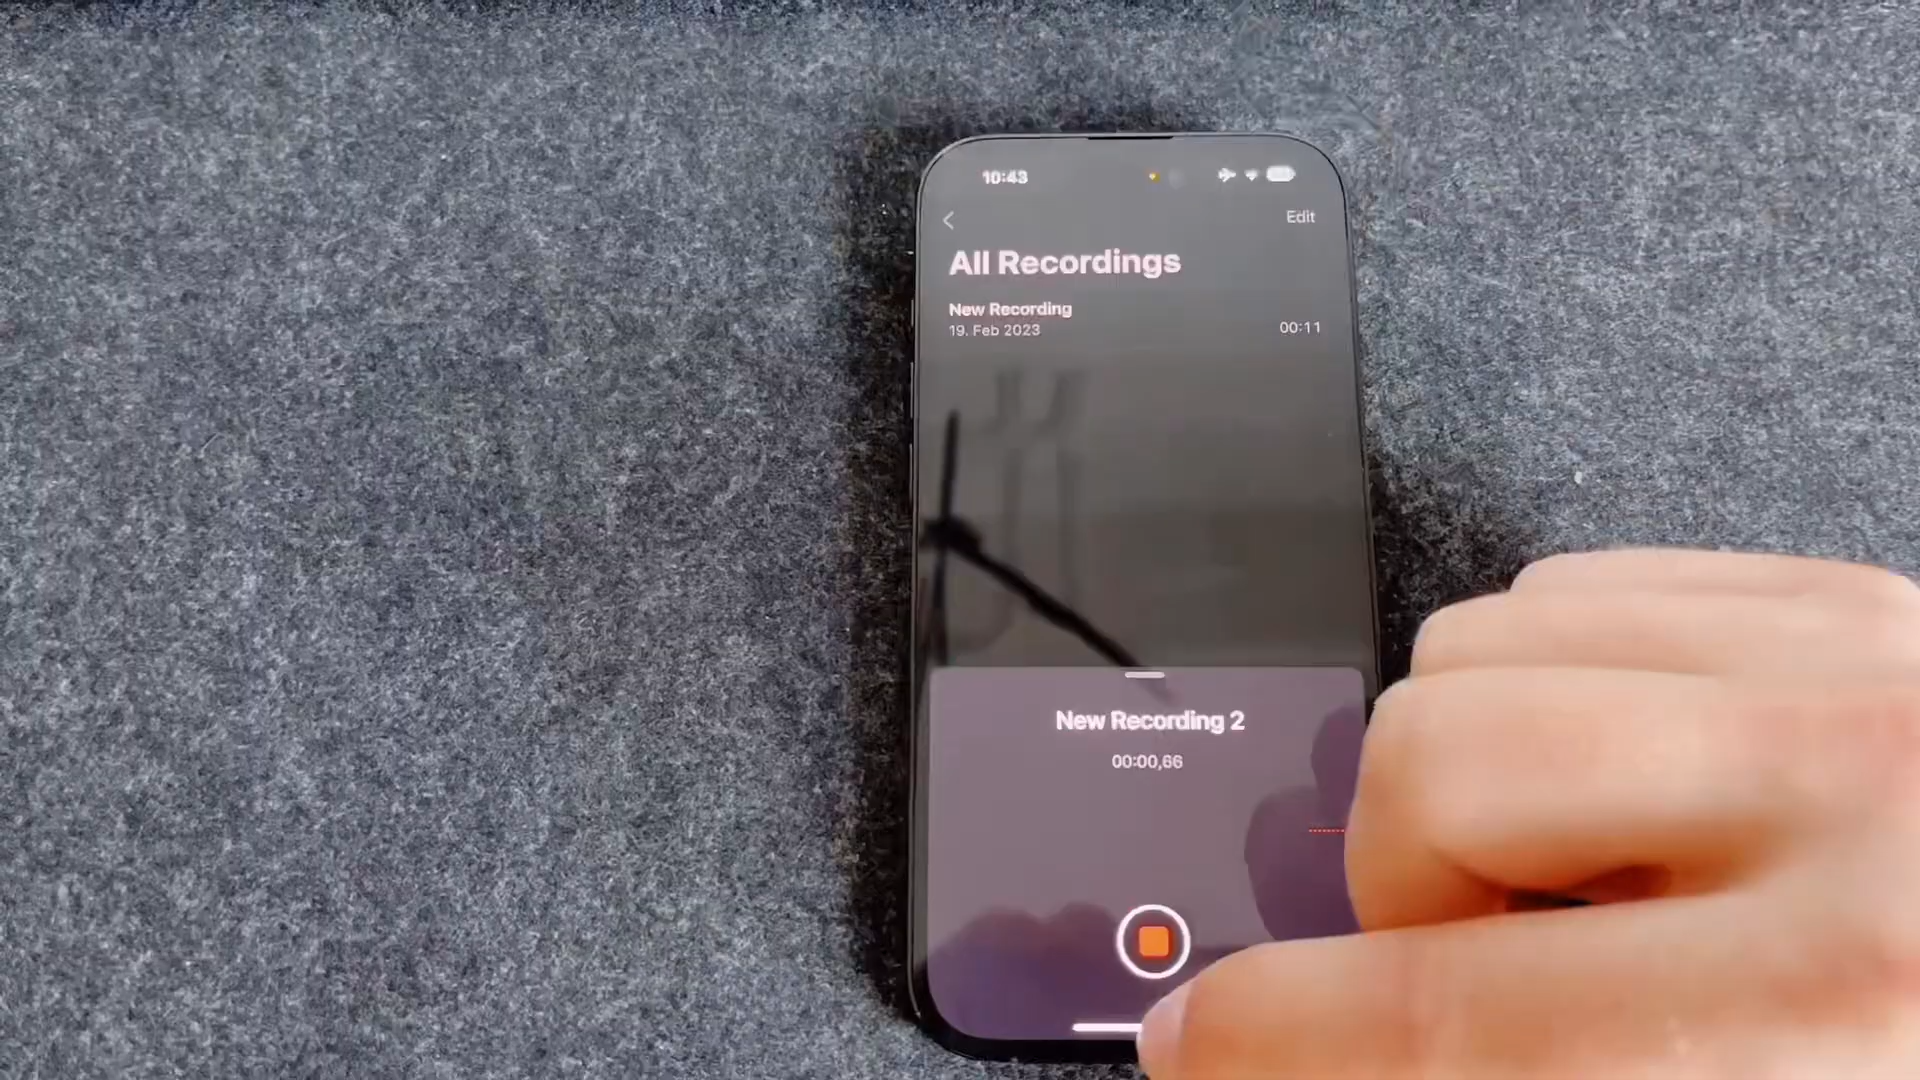 10:43
Edit
All Recordings
New Recording
19. Feb 2023
00:11
New Recording 2
00:00,66